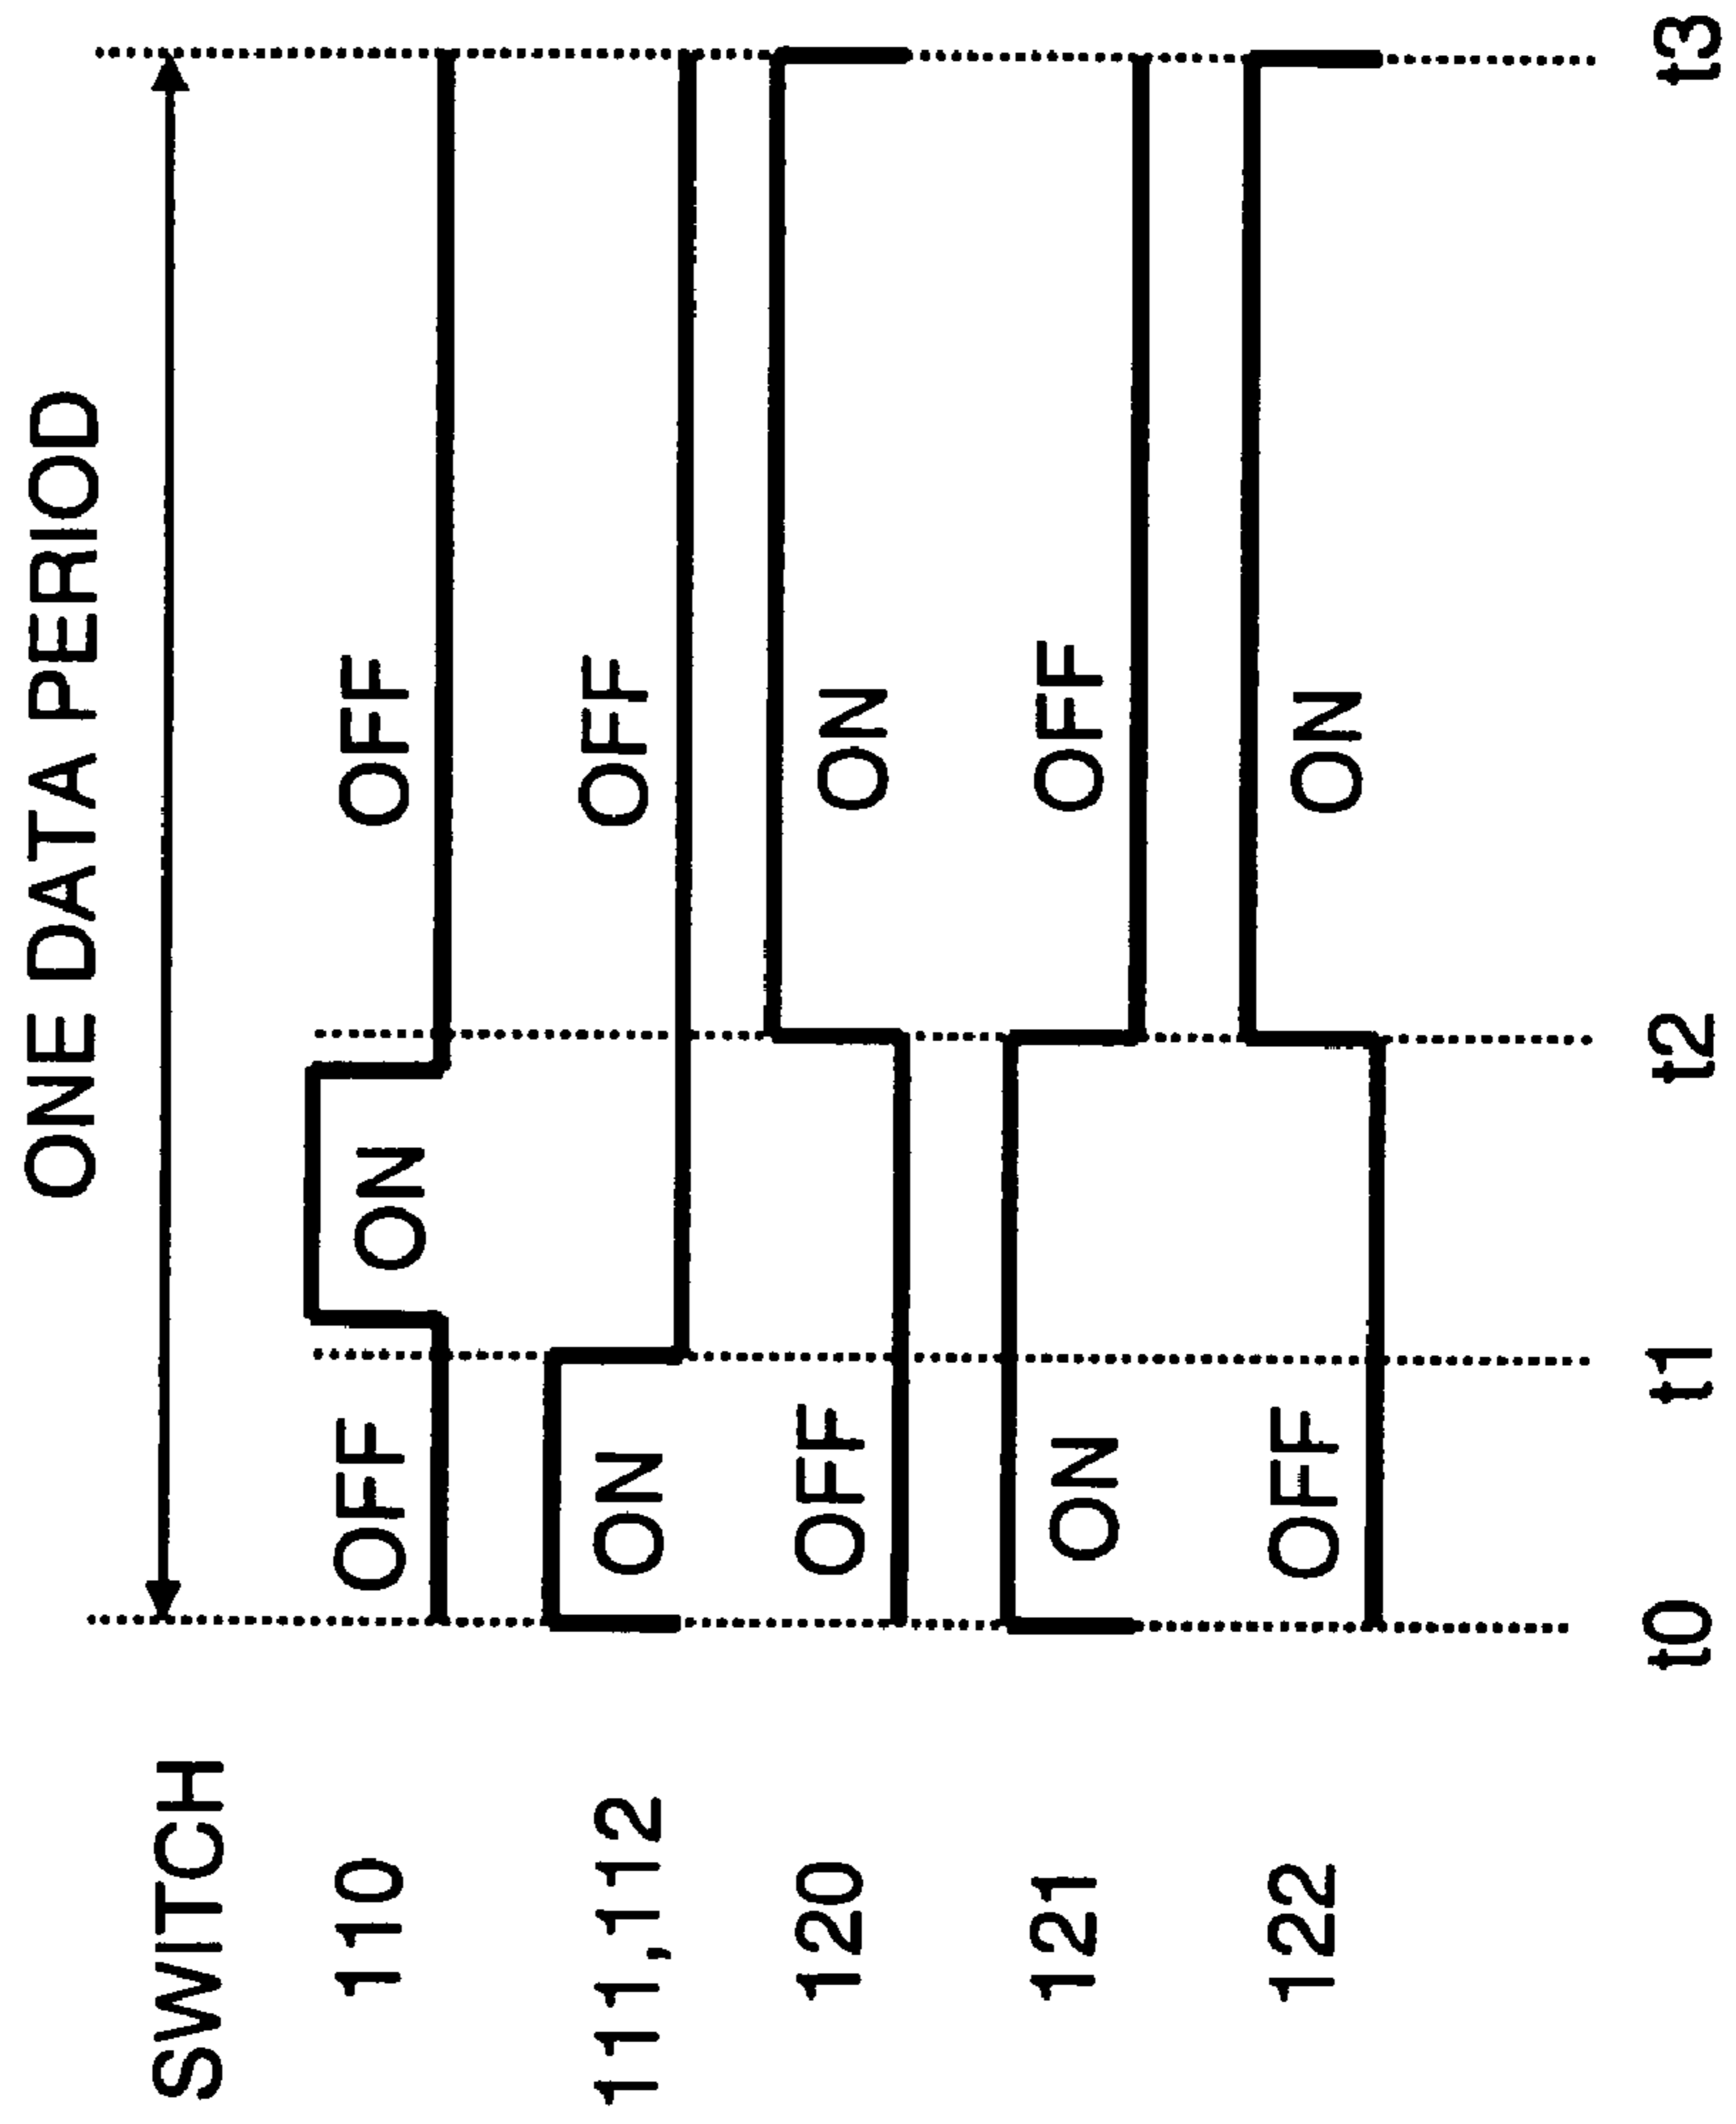 ONE DATA PERIOD
SWITCH
110 OFF ON OFF
111,112 ON OFF
120 OFF ON
121 ON OFF
122 OFF ON
t0 t1 t2 t3